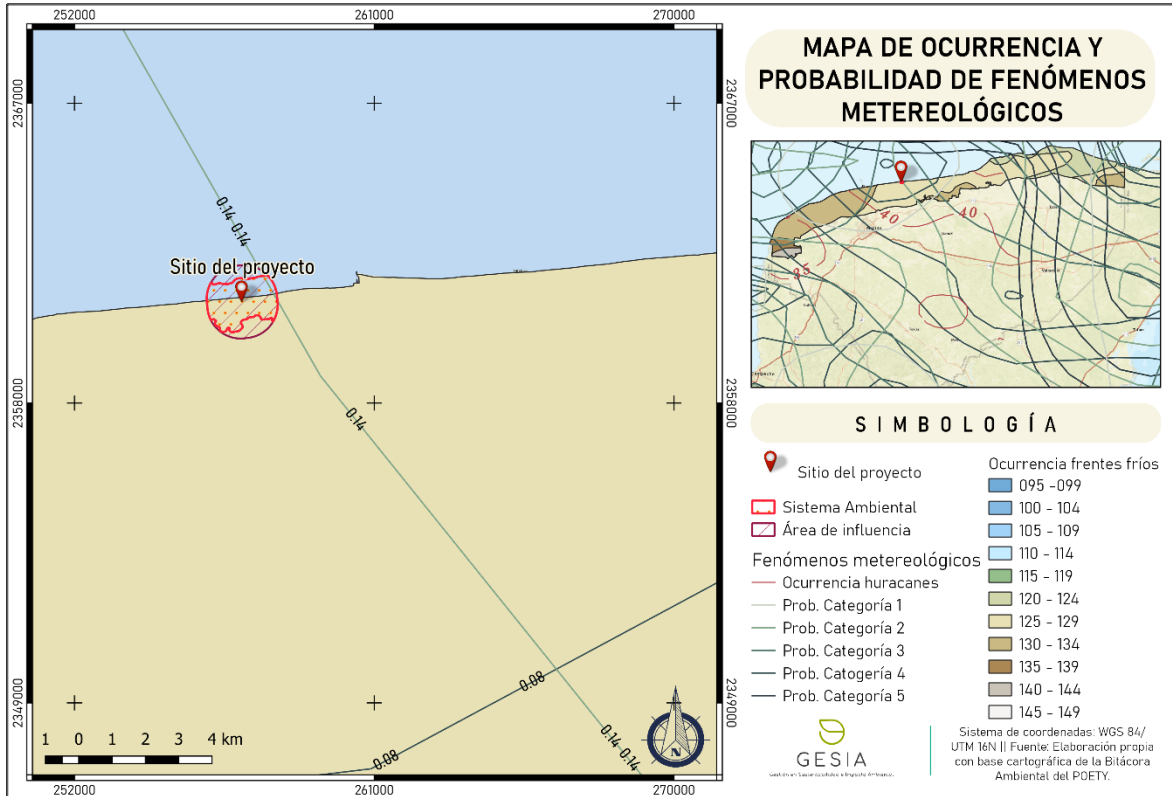 252000
261000
270000
2367000
2367000
0.14
0.14
Sitio del proyecto
2358000
2358000
0.14
0.08
2349000
2349000
0.14
0.14
0.08
1 0 1 2 3 4 km
N
252000
261000
270000
MAPA DE OCURRENCIA Y
PROBABILIDAD DE FENÓMENOS
METEREOLÓGICOS
40
40
SIMBOLOGÍA
Sitio del proyecto
Sistema Ambiental
Área de influencia
Fenómenos metereológicos
Ocurrencia huracanes
Prob. Categoría 1
Prob. Categoría 2
Prob. Categoría 3
Prob. Catogería 4
Prob. Categoría 5
Ocurrencia frentes fríos
095 -099
100 - 104
105 - 109
110 - 114
115 - 119
120 - 124
125 - 129
130 - 134
135 - 139
140 - 144
145 - 149
GESIA
Sistema de coordenadas: WGS 84/
UTM 16N || Fuente: Elaboración propia
con base cartográfica de la Bitácora
Ambiental del POETY.